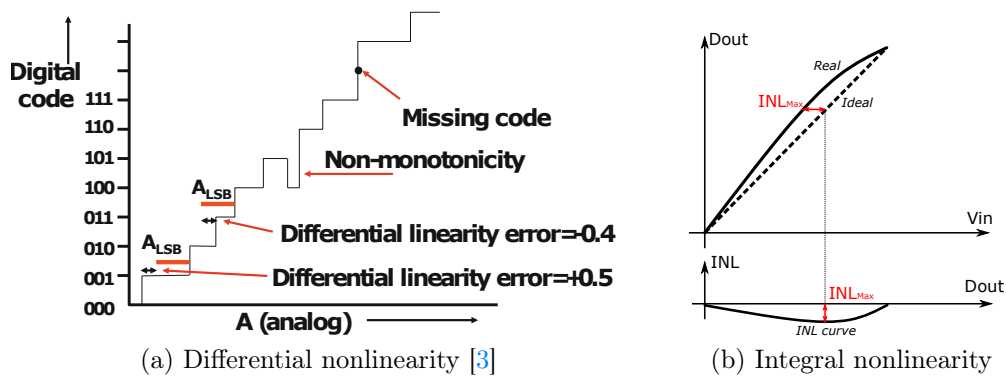 Digital
code
111
110
101
100
011
010
001
000
A_LSB
A_LSB
Missing code
Non-monotonicity
Differential linearity error=-0.4
Differential linearity error=+0.5
A (analog)
(a) Differential nonlinearity [3]
Dout
Real
INL_Max
Ideal
Vin
INL
Dout
INL_Max
INL curve
(b) Integral nonlinearity